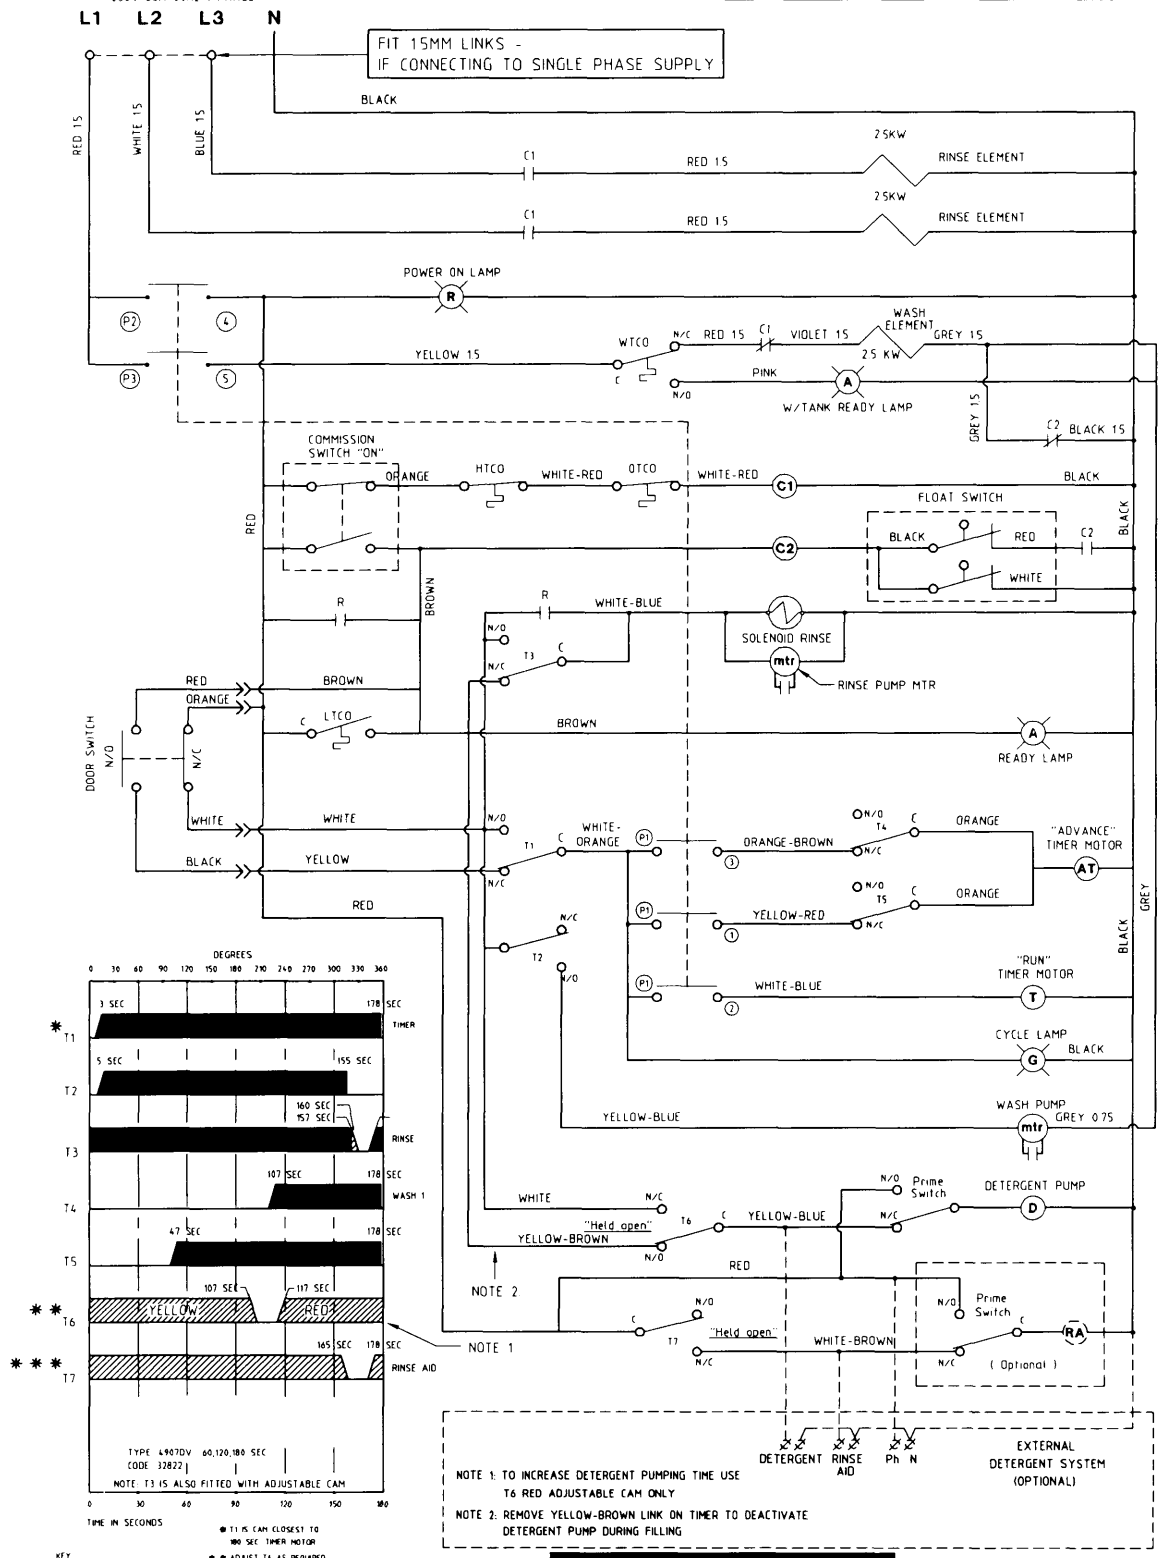 L1 L2 L3 N
FIT 15MM LINKS -
IF CONNECTING TO SINGLE PHASE SUPPLY
BLACK
RED 15
WHITE 15
BLUE 15
C1
RED 15
25KW
RINSE ELEMENT
C1
RED 15
25KW
RINSE ELEMENT
POWER ON LAMP
R
P2
4
WASH
ELEMENT
WTCO
N/C
RED 15
C1
VIOLET 15
GREY 15
25 KW
YELLOW 15
P3
5
C
N/O
PINK
A
W/TANK READY LAMP
GREY 15
C2
BLACK 15
COMMISSION
SWITCH "ON"
ORANGE
HTCO
WHITE-RED
OTCO
WHITE-RED
C1
BLACK
FLOAT SWITCH
BLACK
RED
C2
BLACK
RED
C2
WHITE
BROWN
R
R
WHITE-BLUE
SOLENOID RINSE
N/O
T3
C
N/C
mtr
RINSE PUMP MTR
RED
BROWN
ORANGE
C
LTCO
BROWN
A
READY LAMP
DOOR SWITCH
N/O
N/C
WHITE
WHITE
N/O
T1
C
WHITE-
ORANGE
P1
3
ORANGE-BROWN
N/O
T4
N/C
C
ORANGE
"ADVANCE"
TIMER MOTOR
AT
BLACK
YELLOW
N/C
N/O
T5
N/C
C
ORANGE
RED
P1
1
YELLOW-RED
BLACK
GREY
N/C
T2
N/O
P1
2
WHITE-BLUE
"RUN"
TIMER MOTOR
T
CYCLE LAMP
G
BLACK
YELLOW-BLUE
WASH PUMP
mtr
GREY 0.75
DEGREES
0 30 60 90 120 150 180 210 240 270 300 330 360
3 SEC
178 SEC
* T1
TIMER
5 SEC
155 SEC
T2
160 SEC
157 SEC
T3
RINSE
107 SEC
178 SEC
T4
WASH 1
47 SEC
178 SEC
T5
107 SEC
117 SEC
* * T6
YELLOW
RED
NOTE 1
165 SEC
178 SEC
* * * T7
RINSE AID
TYPE 4907DV 60,120,180 SEC
CODE 32822
NOTE: T3 IS ALSO FITTED WITH ADJUSTABLE CAM
0 30 60 90 120 150 180
TIME IN SECONDS
* T1 IS CAM CLOSEST TO
180 SEC TIMER MOTOR
* * ADJUST T6 AS REQUIRED
KEY
WHITE
N/C
"Held open"
T6
C
YELLOW-BLUE
YELLOW-BROWN
N/O
NOTE 2
N/O
Prime
Switch
N/C
DETERGENT PUMP
D
RED
C
N/O
T7
"Held open"
N/C
WHITE-BROWN
N/O
Prime
Switch
C
RA
N/C
( Optional )
DETERGENT
RINSE
AID
Ph N
EXTERNAL
DETERGENT SYSTEM
(OPTIONAL)
NOTE 1: TO INCREASE DETERGENT PUMPING TIME USE
T6 RED ADJUSTABLE CAM ONLY
NOTE 2: REMOVE YELLOW-BROWN LINK ON TIMER TO DEACTIVATE
DETERGENT PUMP DURING FILLING